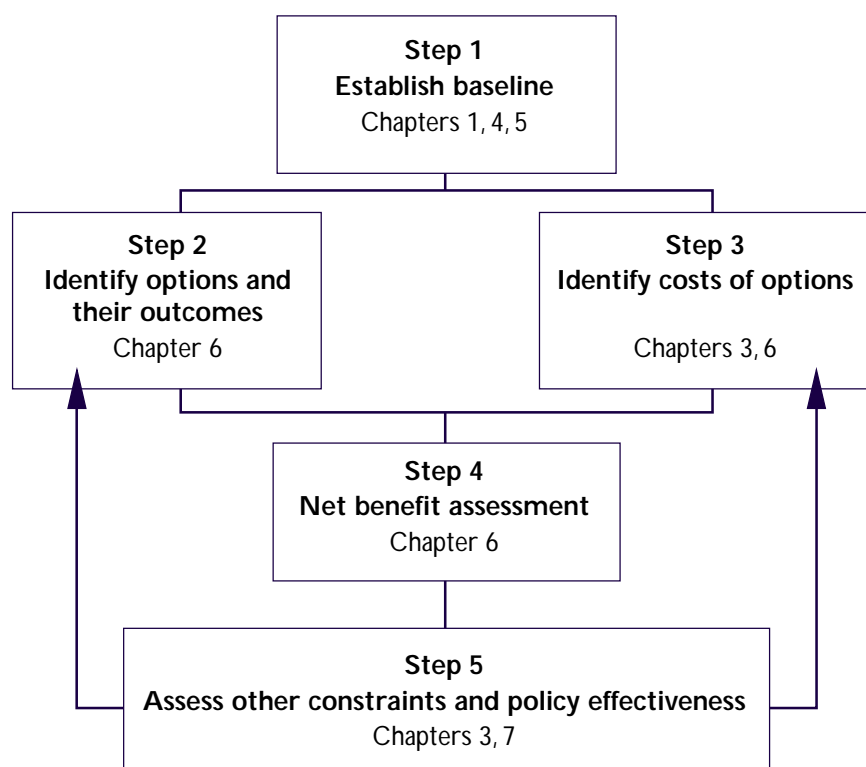 Step 1
Establish baseline
Chapters 1, 4, 5
Step 2
Identify options and
their outcomes
Chapter 6
Step 3
Identify costs of options
Chapters 3, 6
Step 4
Net benefit assessment
Chapter 6
Step 5
Assess other constraints and policy effectiveness
Chapters 3, 7